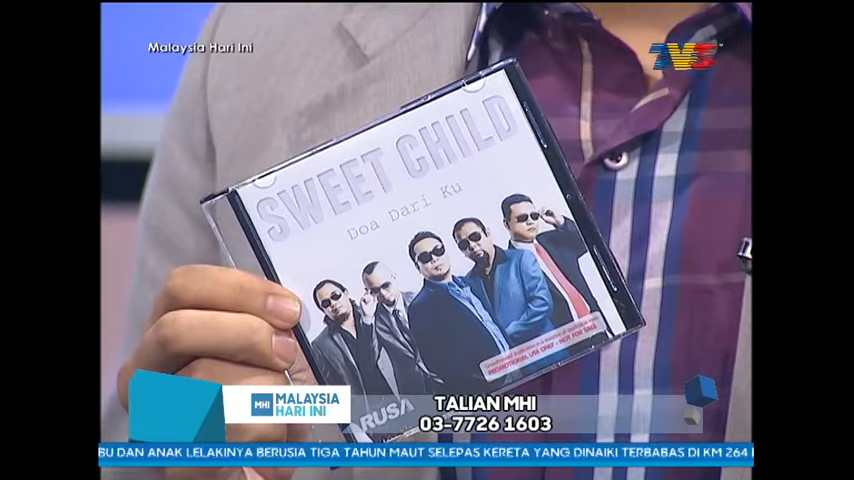 Malaysia Hari Ini
TV3
SWEET CHILD
Doa Dari Ku
PROMOTIONAL USE ONLY - NOT FOR SALE
RUSA
MHI
MALAYSIA
HARI INI
TALIAN MHI
03-7726 1603
BU DAN ANAK LELAKINYA BERUSIA TIGA TAHUN MAUT SELEPAS KERETA YANG DINAIKI TERBABAS DI KM 264